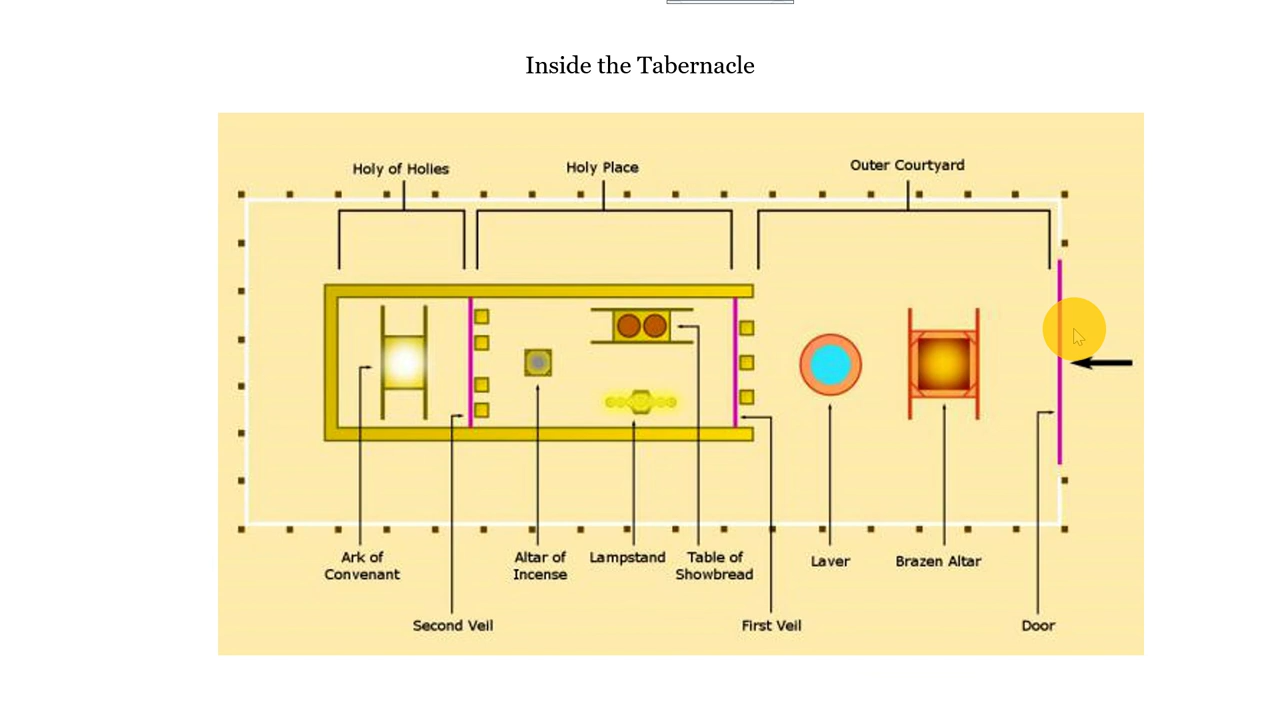 Inside the Tabernacle
Holy of Holies
Holy Place
Outer Courtyard
Ark of
Convenant
Altar of
Incense
Lampstand
Table of
Showbread
Laver
Brazen Altar
Second Veil
First Veil
Door